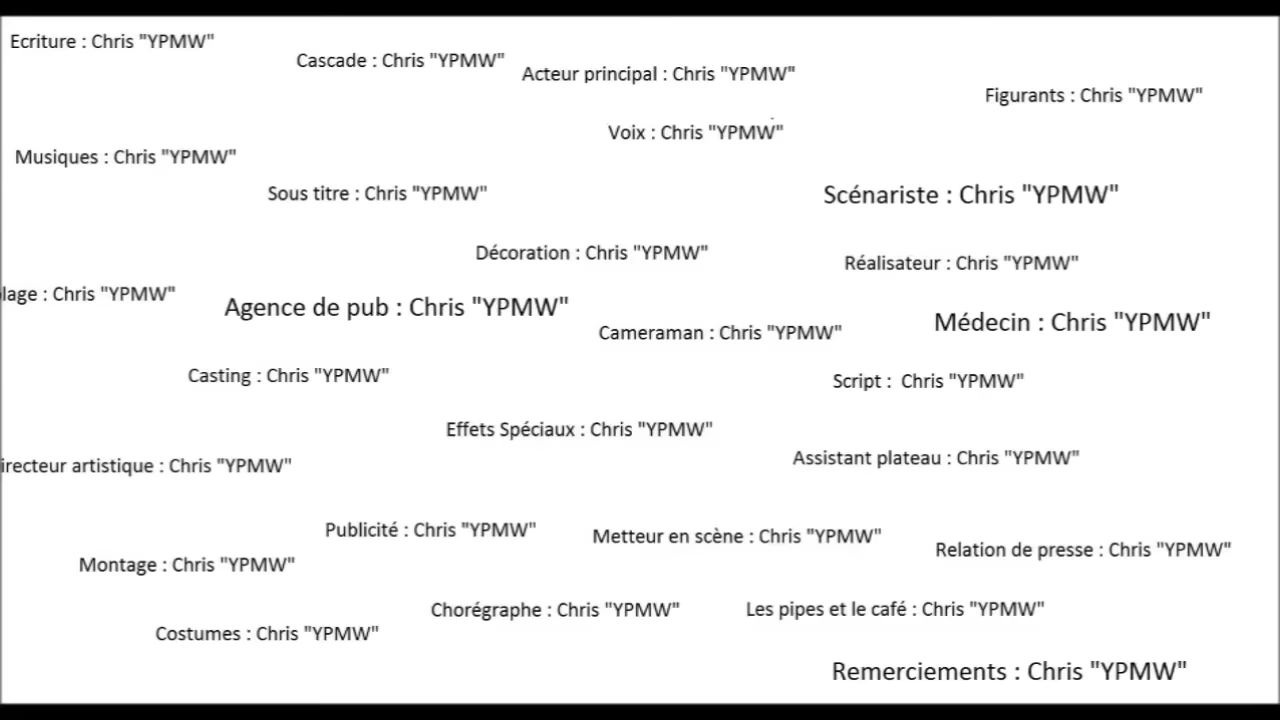 Ecriture : Chris "YPMW"
Cascade : Chris "YPMW"
Acteur principal : Chris "YPMW"
Figurants : Chris "YPMW"
Voix : Chris "YPMW"
Musiques : Chris "YPMW"
Sous titre : Chris "YPMW"
Scénariste : Chris "YPMW"
Décoration : Chris "YPMW"
Réalisateur : Chris "YPMW"
lage : Chris "YPMW"
Agence de pub : Chris "YPMW"
Médecin : Chris "YPMW"
Cameraman : Chris "YPMW"
Casting : Chris "YPMW"
Script :  Chris "YPMW"
Effets Spéciaux : Chris "YPMW"
Assistant plateau : Chris "YPMW"
irecteur artistique : Chris "YPMW"
Publicité : Chris "YPMW"
Metteur en scène : Chris "YPMW"
Relation de presse : Chris "YPMW"
Montage : Chris "YPMW"
Chorégraphe : Chris "YPMW"
Les pipes et le café : Chris "YPMW"
Costumes : Chris "YPMW"
Remerciements : Chris "YPMW"